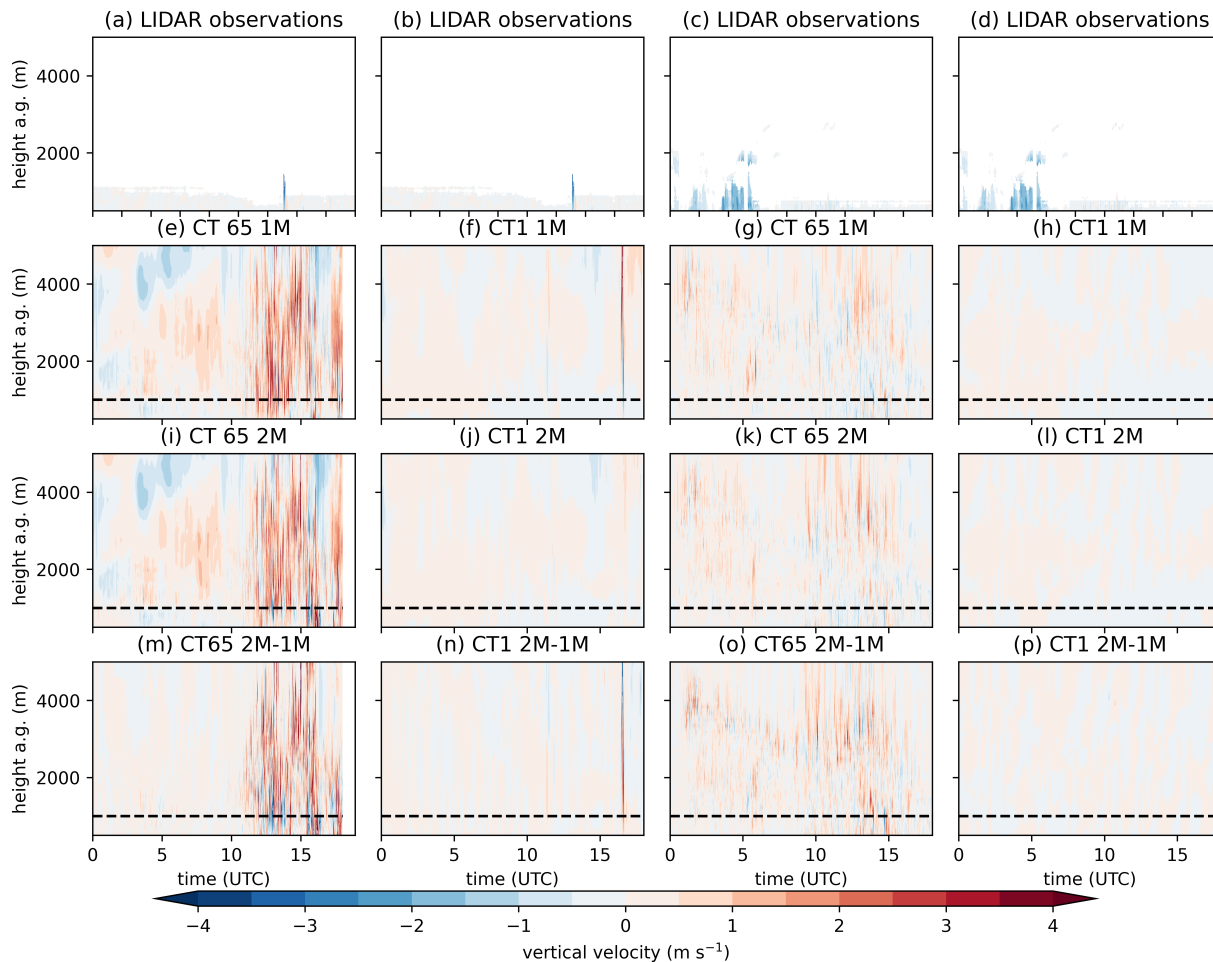 (a) LIDAR observations (b) LIDAR observations (c) LIDAR observations (d) LIDAR observations
height a.g. (m)
4000
2000
(e) CT 65 1M (f) CT1 1M (g) CT 65 1M (h) CT1 1M
height a.g. (m)
4000
2000
(i) CT 65 2M (j) CT1 2M (k) CT 65 2M (l) CT1 2M
height a.g. (m)
4000
2000
(m) CT65 2M-1M (n) CT1 2M-1M (o) CT65 2M-1M (p) CT1 2M-1M
height a.g. (m)
4000
2000
0 5 10 15 0 5 10 15 0 5 10 15 0 5 10 15
time (UTC) time (UTC) time (UTC) time (UTC)
−4 −3 −2 −1 0 1 2 3 4
vertical velocity (m s⁻¹)